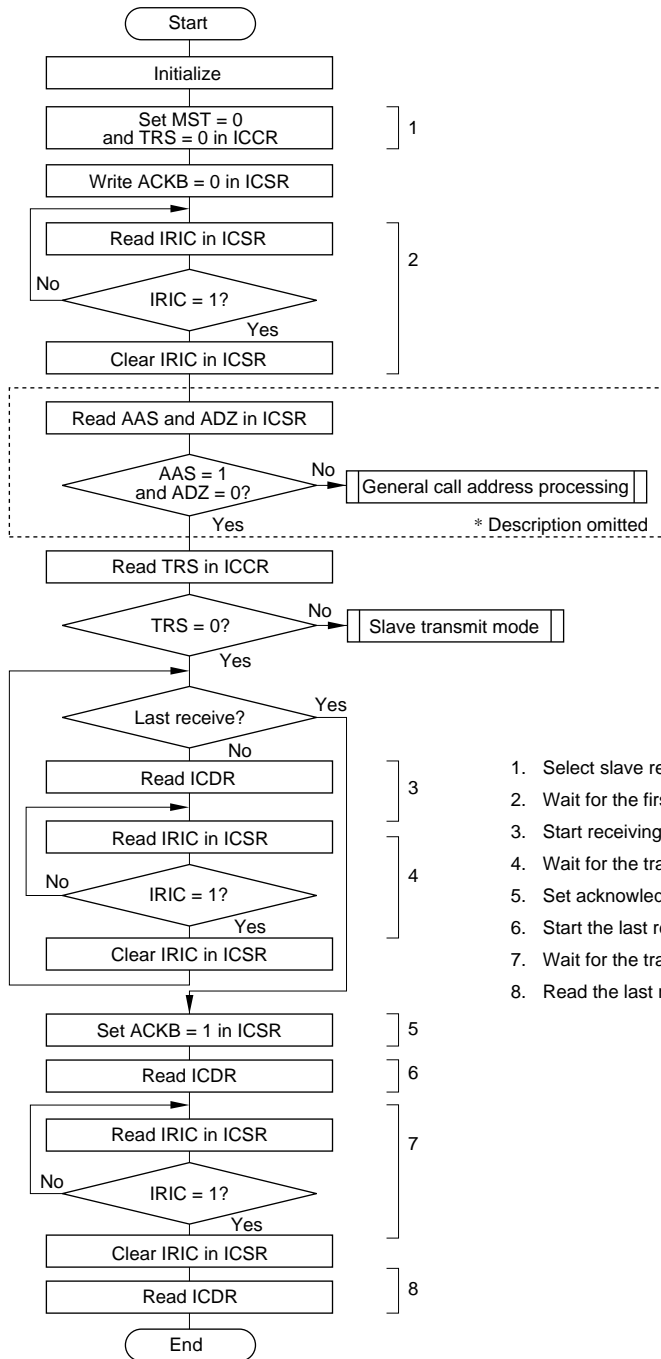 Start
Initialize
Set MST = 0
and TRS = 0 in ICCR
1
Write ACKB = 0 in ICSR
Read IRIC in ICSR
2
No
IRIC = 1?
Yes
Clear IRIC in ICSR
Read AAS and ADZ in ICSR
AAS = 1
and ADZ = 0?
No
General call address processing
Yes
* Description omitted
Read TRS in ICCR
TRS = 0?
No
Slave transmit mode
Yes
Last receive?
Yes
No
Read ICDR
3
Read IRIC in ICSR
4
No
IRIC = 1?
Yes
Clear IRIC in ICSR
1. Select slave re
2. Wait for the firs
3. Start receiving
4. Wait for the tra
5. Set acknowled
6. Start the last re
7. Wait for the tra
8. Read the last r
Set ACKB = 1 in ICSR
5
Read ICDR
6
Read IRIC in ICSR
7
No
IRIC = 1?
Yes
Clear IRIC in ICSR
Read ICDR
8
End